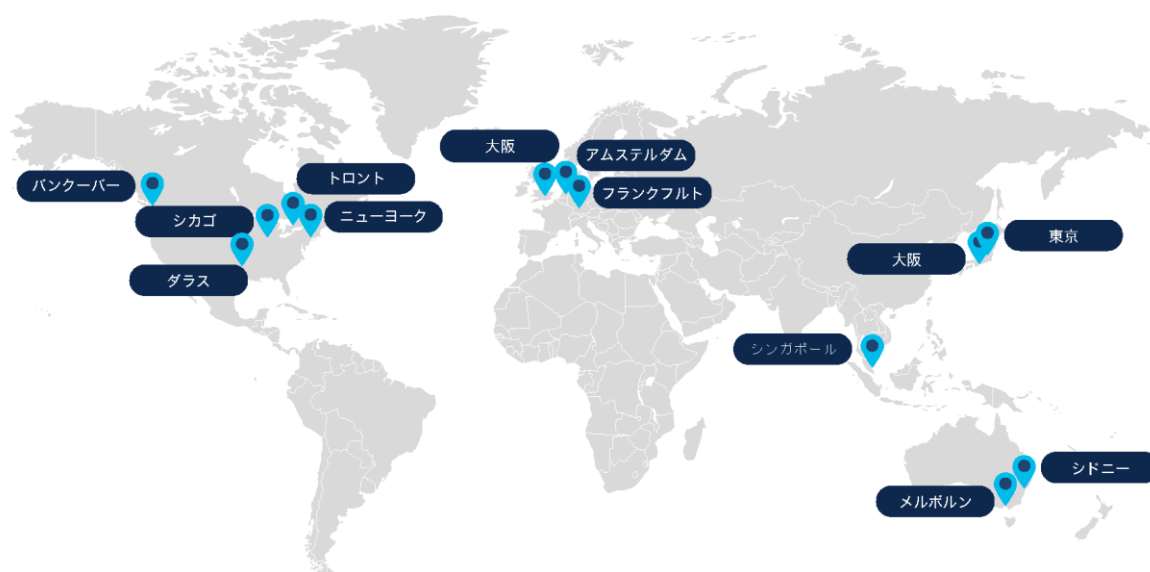 大阪
アムステルダム
トロント
バンクーバー
フランクフルト
シカゴ
ニューヨーク
東京
大阪
ダラス
シンガポール
シドニー
メルボルン